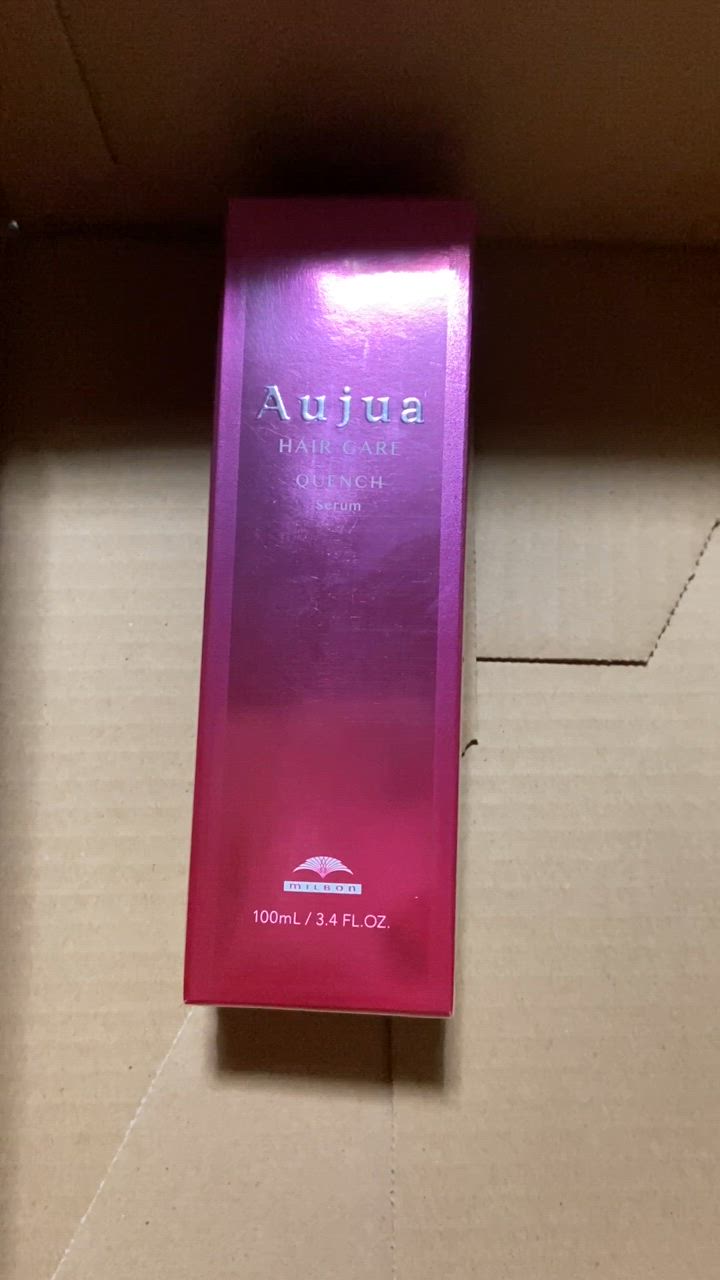 Aujua
HAIR CARE
QUENCH
Serum
MILBON
100mL / 3.4 FL.OZ.